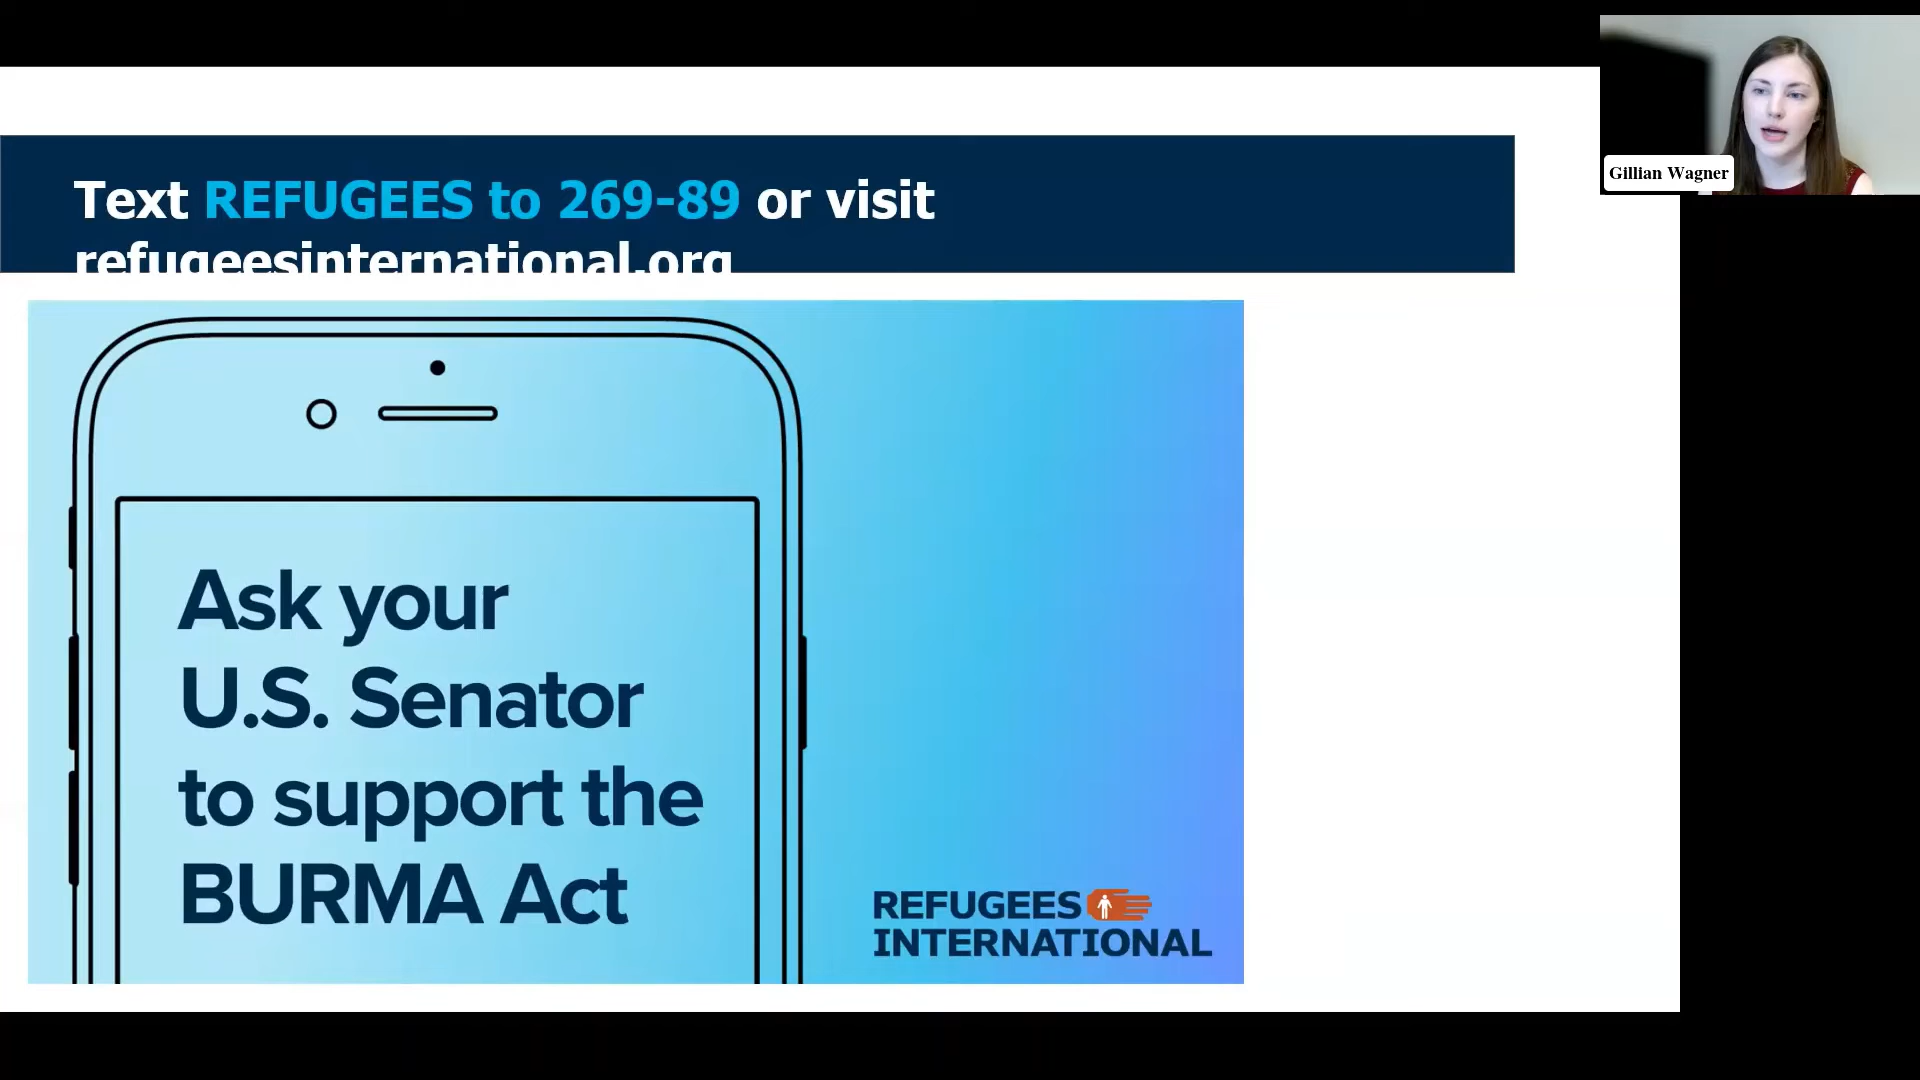 Text REFUGEES to 269-89 or visit
refugeesinternational.org
Gillian Wagner
Ask your
U.S. Senator
to support the
BURMA Act
REFUGEES
INTERNATIONAL